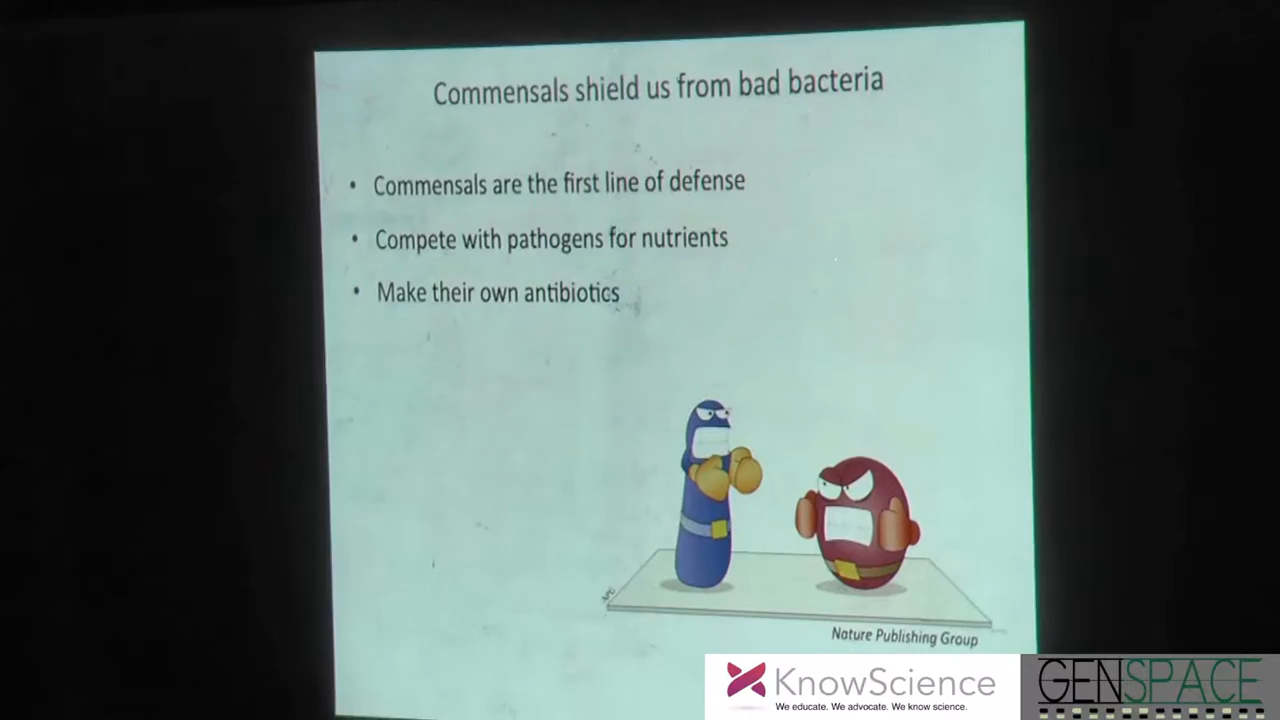 Commensals shield us from bad bacteria
• Commensals are the first line of defense
• Compete with pathogens for nutrients
• Make their own antibiotics
NPG
Nature Publishing Group
KnowScience
We educate. We advocate. We know science.
GENSPACE